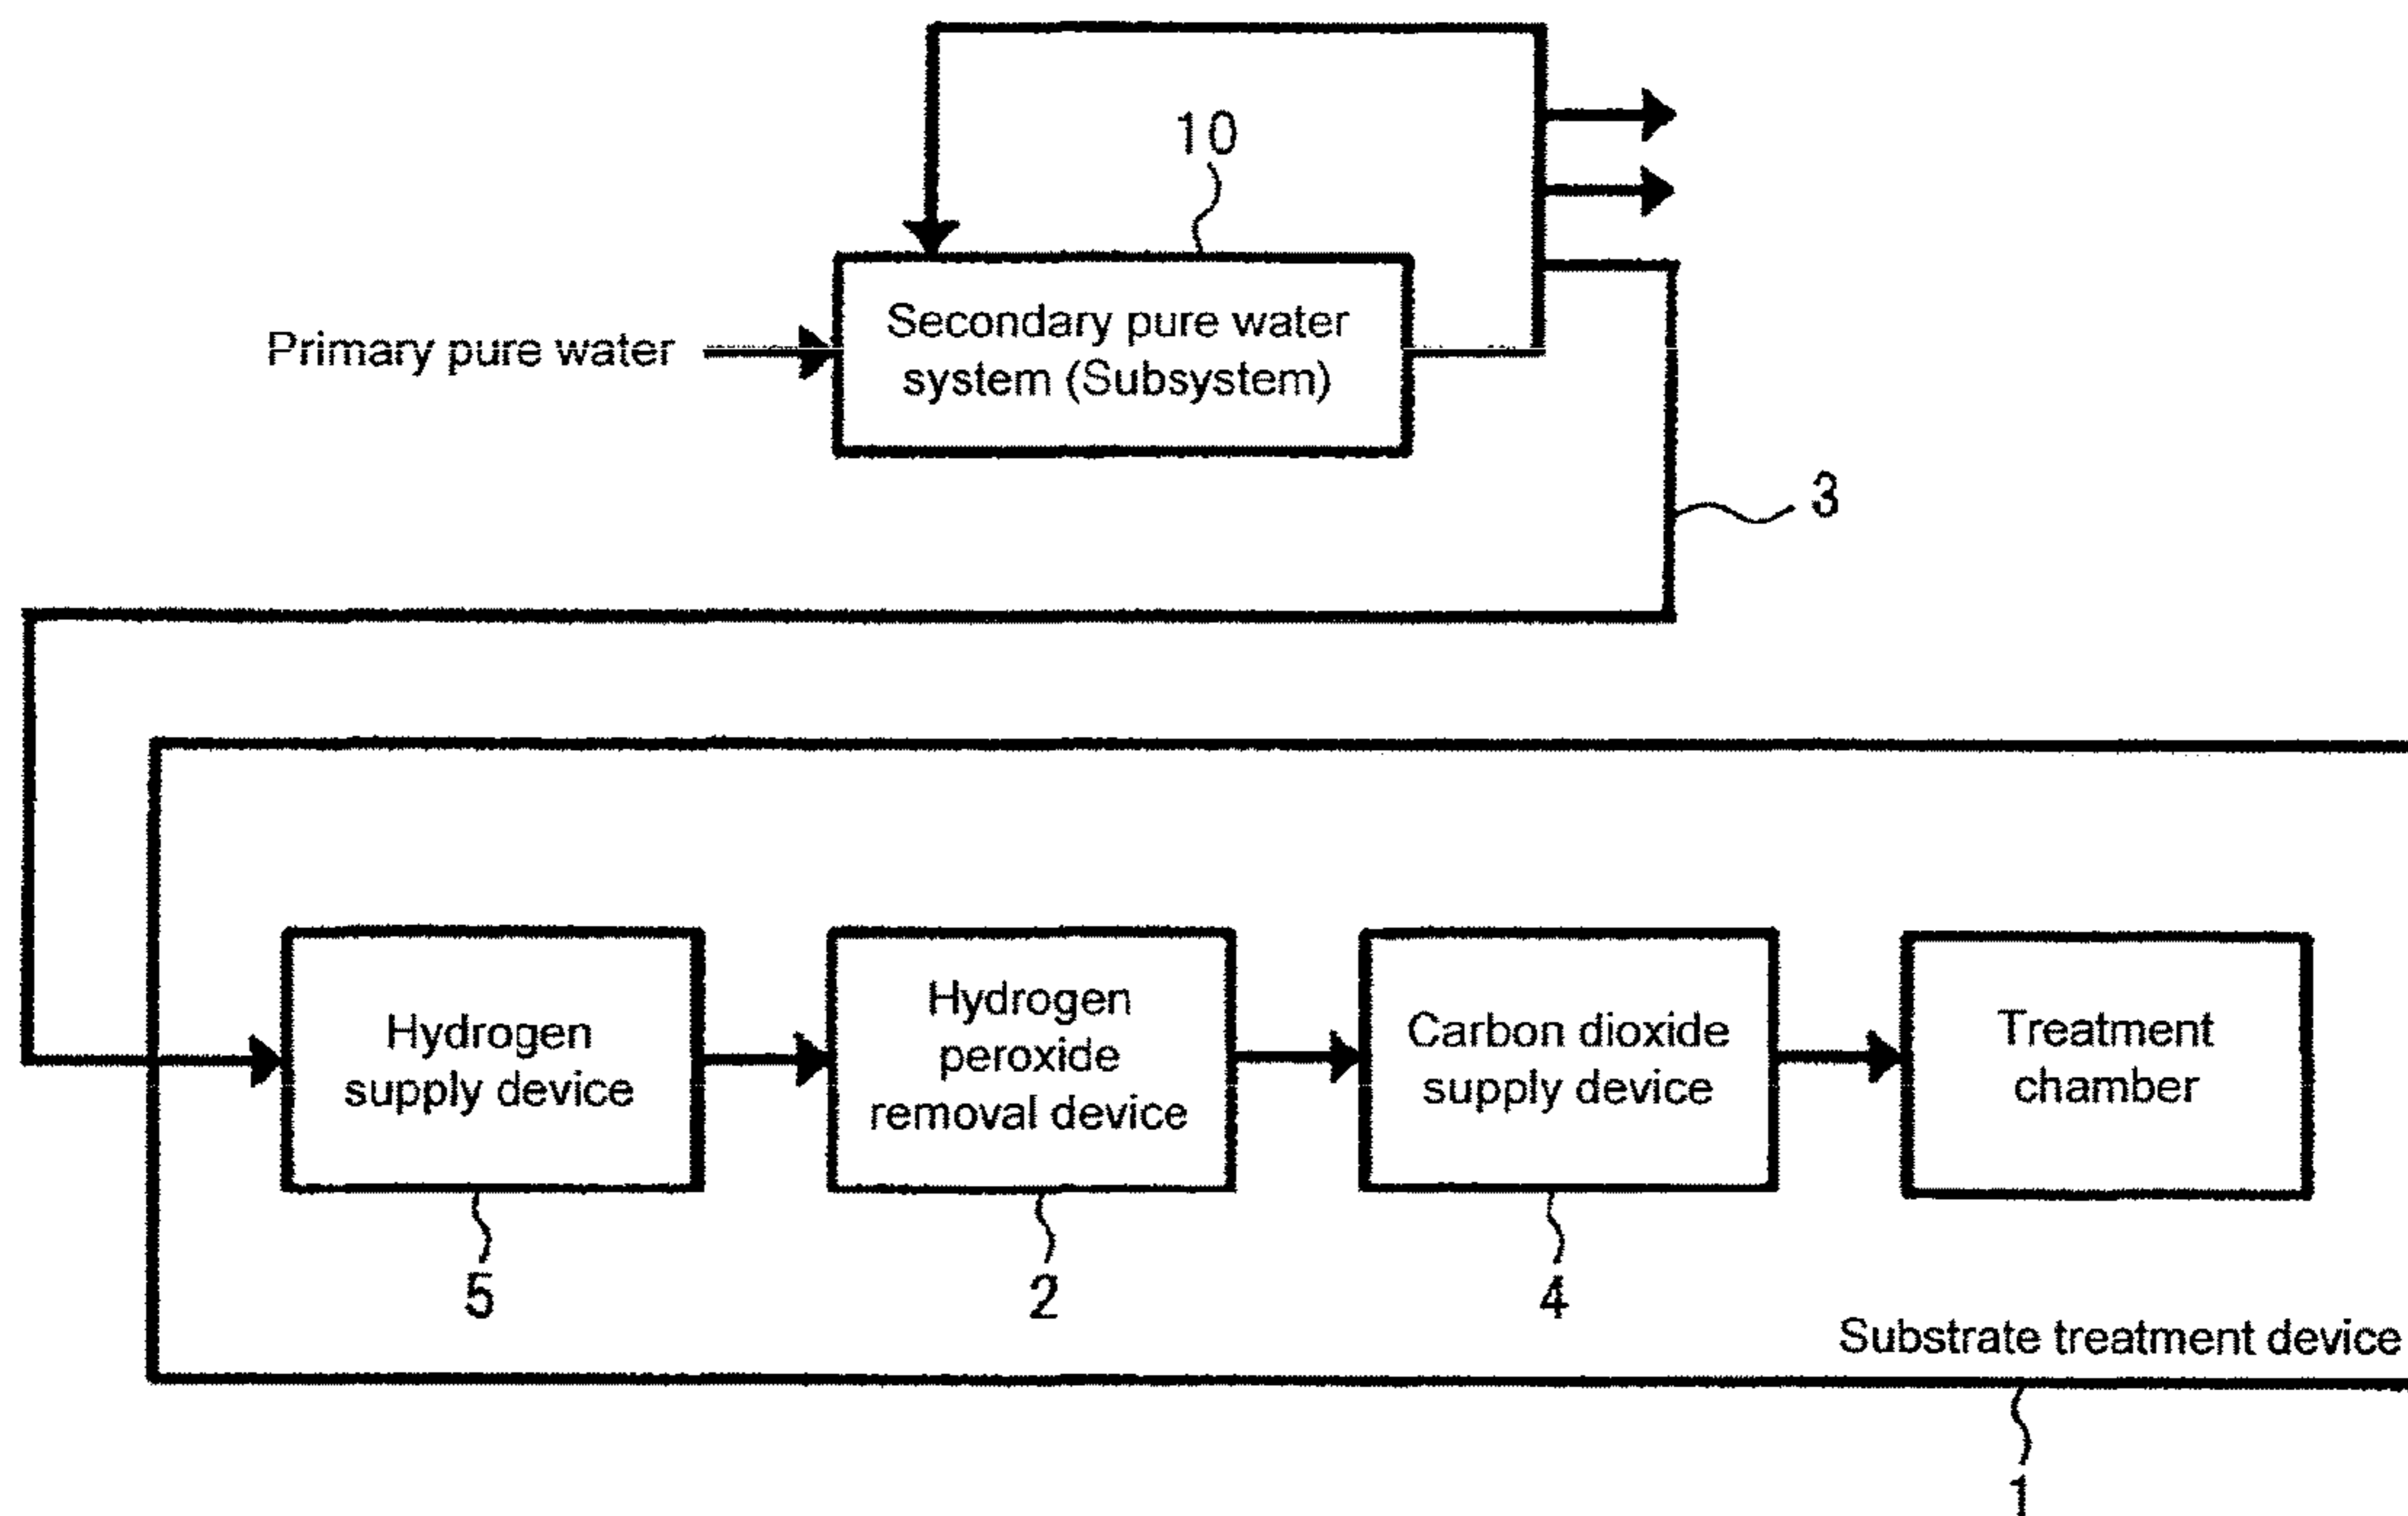 10
Primary pure water
Secondary pure water
system (Subsystem)
3
Hydrogen
supply device
Hydrogen
peroxide
removal device
Carbon dioxide
supply device
Treatment
chamber
5
2
4
Substrate treatment device
1